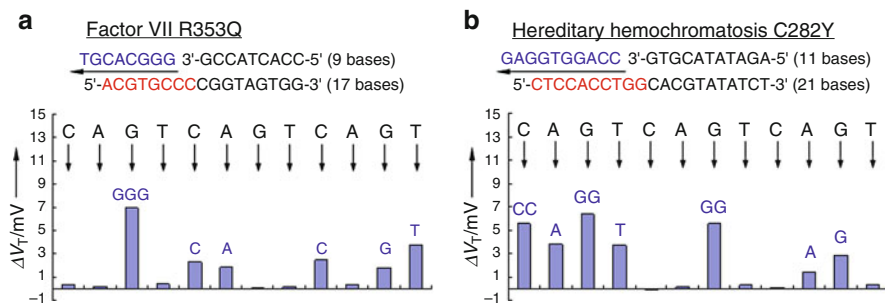 a
Factor VII R353Q
TGCACGGG 3'-GCCATCACC-5' (9 bases)
5'-ACGTGCCCCGGTAGTGG-3' (17 bases)
15
13
11
9
7
5
3
1
−1
ΔVT/mV
C A G T C A G T C A G T
GGG
C
A
C
G
T
b
Hereditary hemochromatosis C282Y
GAGGTGGACC 3'-GTGCATATAGA-5' (11 bases)
5'-CTCCACCTGGCACGTATATCT-3' (21 bases)
15
13
11
9
7
5
3
1
−1
ΔVT/mV
C A G T C A G T C A G T
CC
A
GG
T
GG
A
G